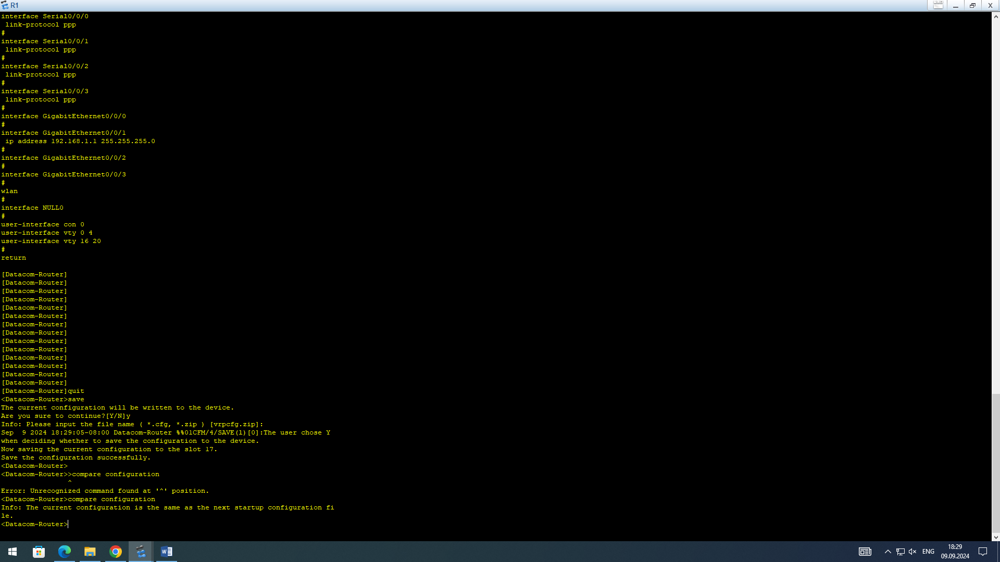 R1
interface Serial0/0/0
 link-protocol ppp
#
interface Serial0/0/1
 link-protocol ppp
#
interface Serial0/0/2
 link-protocol ppp
#
interface Serial0/0/3
 link-protocol ppp
#
interface GigabitEthernet0/0/0
#
interface GigabitEthernet0/0/1
 ip address 192.168.1.1 255.255.255.0
#
interface GigabitEthernet0/0/2
#
interface GigabitEthernet0/0/3
#
wlan
#
interface NULL0
#
user-interface con 0
user-interface vty 0 4
user-interface vty 16 20
#
return
[Datacom-Router]
[Datacom-Router]
[Datacom-Router]
[Datacom-Router]
[Datacom-Router]
[Datacom-Router]
[Datacom-Router]
[Datacom-Router]
[Datacom-Router]
[Datacom-Router]
[Datacom-Router]
[Datacom-Router]
[Datacom-Router]
[Datacom-Router]
[Datacom-Router]quit
<Datacom-Router>save
The current configuration will be written to the device.
Are you sure to continue?[Y/N]y
Info: Please input the file name ( *.cfg, *.zip ) [vrpcfg.zip]:
Sep  9 2024 18:29:05-08:00 Datacom-Router %%01CFM/4/SAVE(l)[0]:The user chose Y
when deciding whether to save the configuration to the device.
Now saving the current configuration to the slot 17.
Save the configuration successfully.
<Datacom-Router>
<Datacom-Router>>compare configuration
^
Error: Unrecognized command found at '^' position.
<Datacom-Router>compare configuration
Info: The current configuration is the same as the next startup configuration fi
le.
<Datacom-Router>
ENG
18:29
09.09.2024